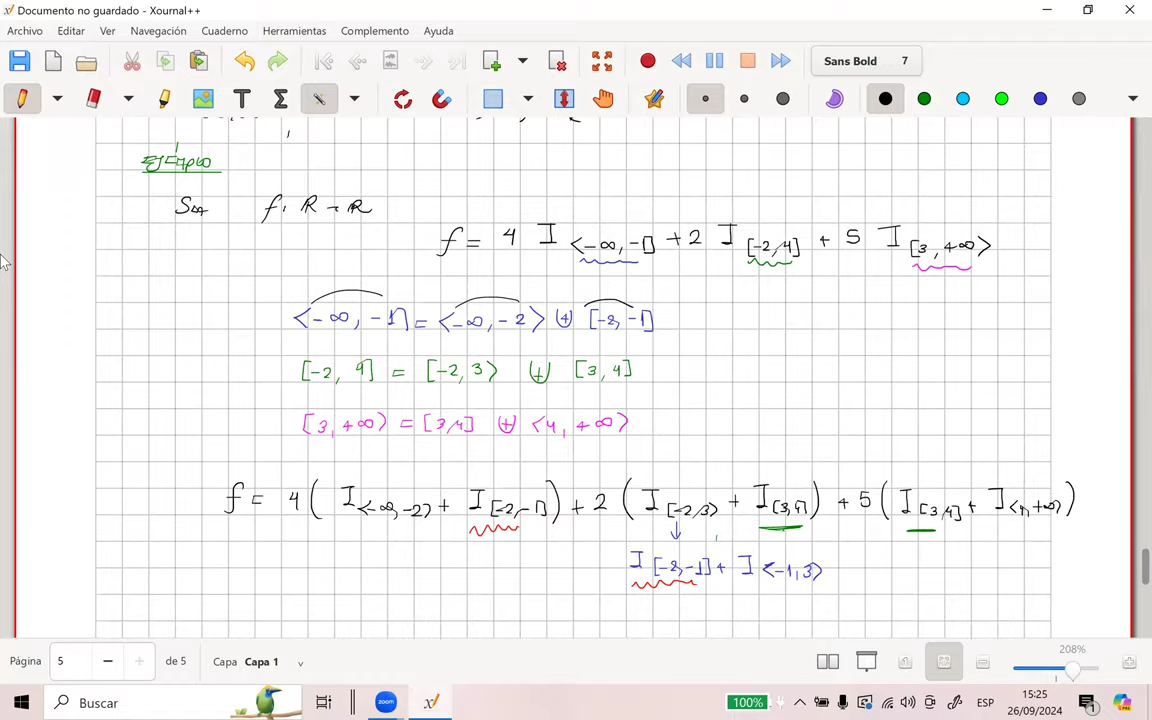 Documento no guardado - Xournal++
Archivo Editar Ver Navegación Cuaderno Herramientas Complemento Ayuda
Sans Bold 7
Ejemplo
Sea f: R → R
f = 4 I <-∞, -1] + 2 I [-2, 4] + 5 I [3, +∞>
<-∞, -1] = <-∞, -2> ⊎ [-2, -1]
[-2, 4] = [-2, 3> ⊎ [3, 4]
[3, +∞> = [3, 4] ⊎ <4, +∞>
f = 4 ( I <-∞, -2> + I [-2, -1] ) + 2 ( I [-2, 3> + I [3, 4] ) + 5 ( I [3, 4] + I <4, +∞> )
I [-2, -1] + I <-1, 3>
Página 5 de 5 Capa Capa 1 208%
Buscar zoom 100% ESP 15:25
26/09/2024 1